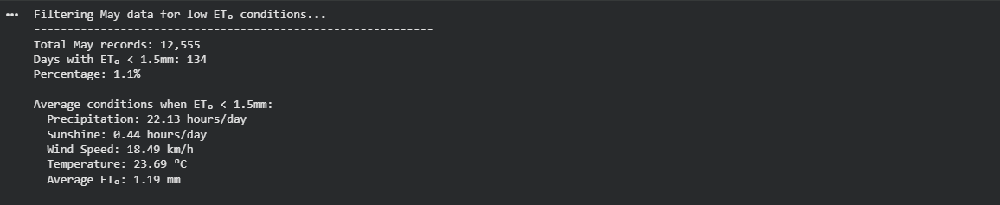 Filtering May data for low ETₒ conditions...
------------------------------------------------------------
Total May records: 12,555
Days with ETₒ < 1.5mm: 134
Percentage: 1.1%
Average conditions when ETₒ < 1.5mm:
Precipitation: 22.13 hours/day
Sunshine: 0.44 hours/day
Wind Speed: 18.49 km/h
Temperature: 23.69 °C
Average ETₒ: 1.19 mm
------------------------------------------------------------